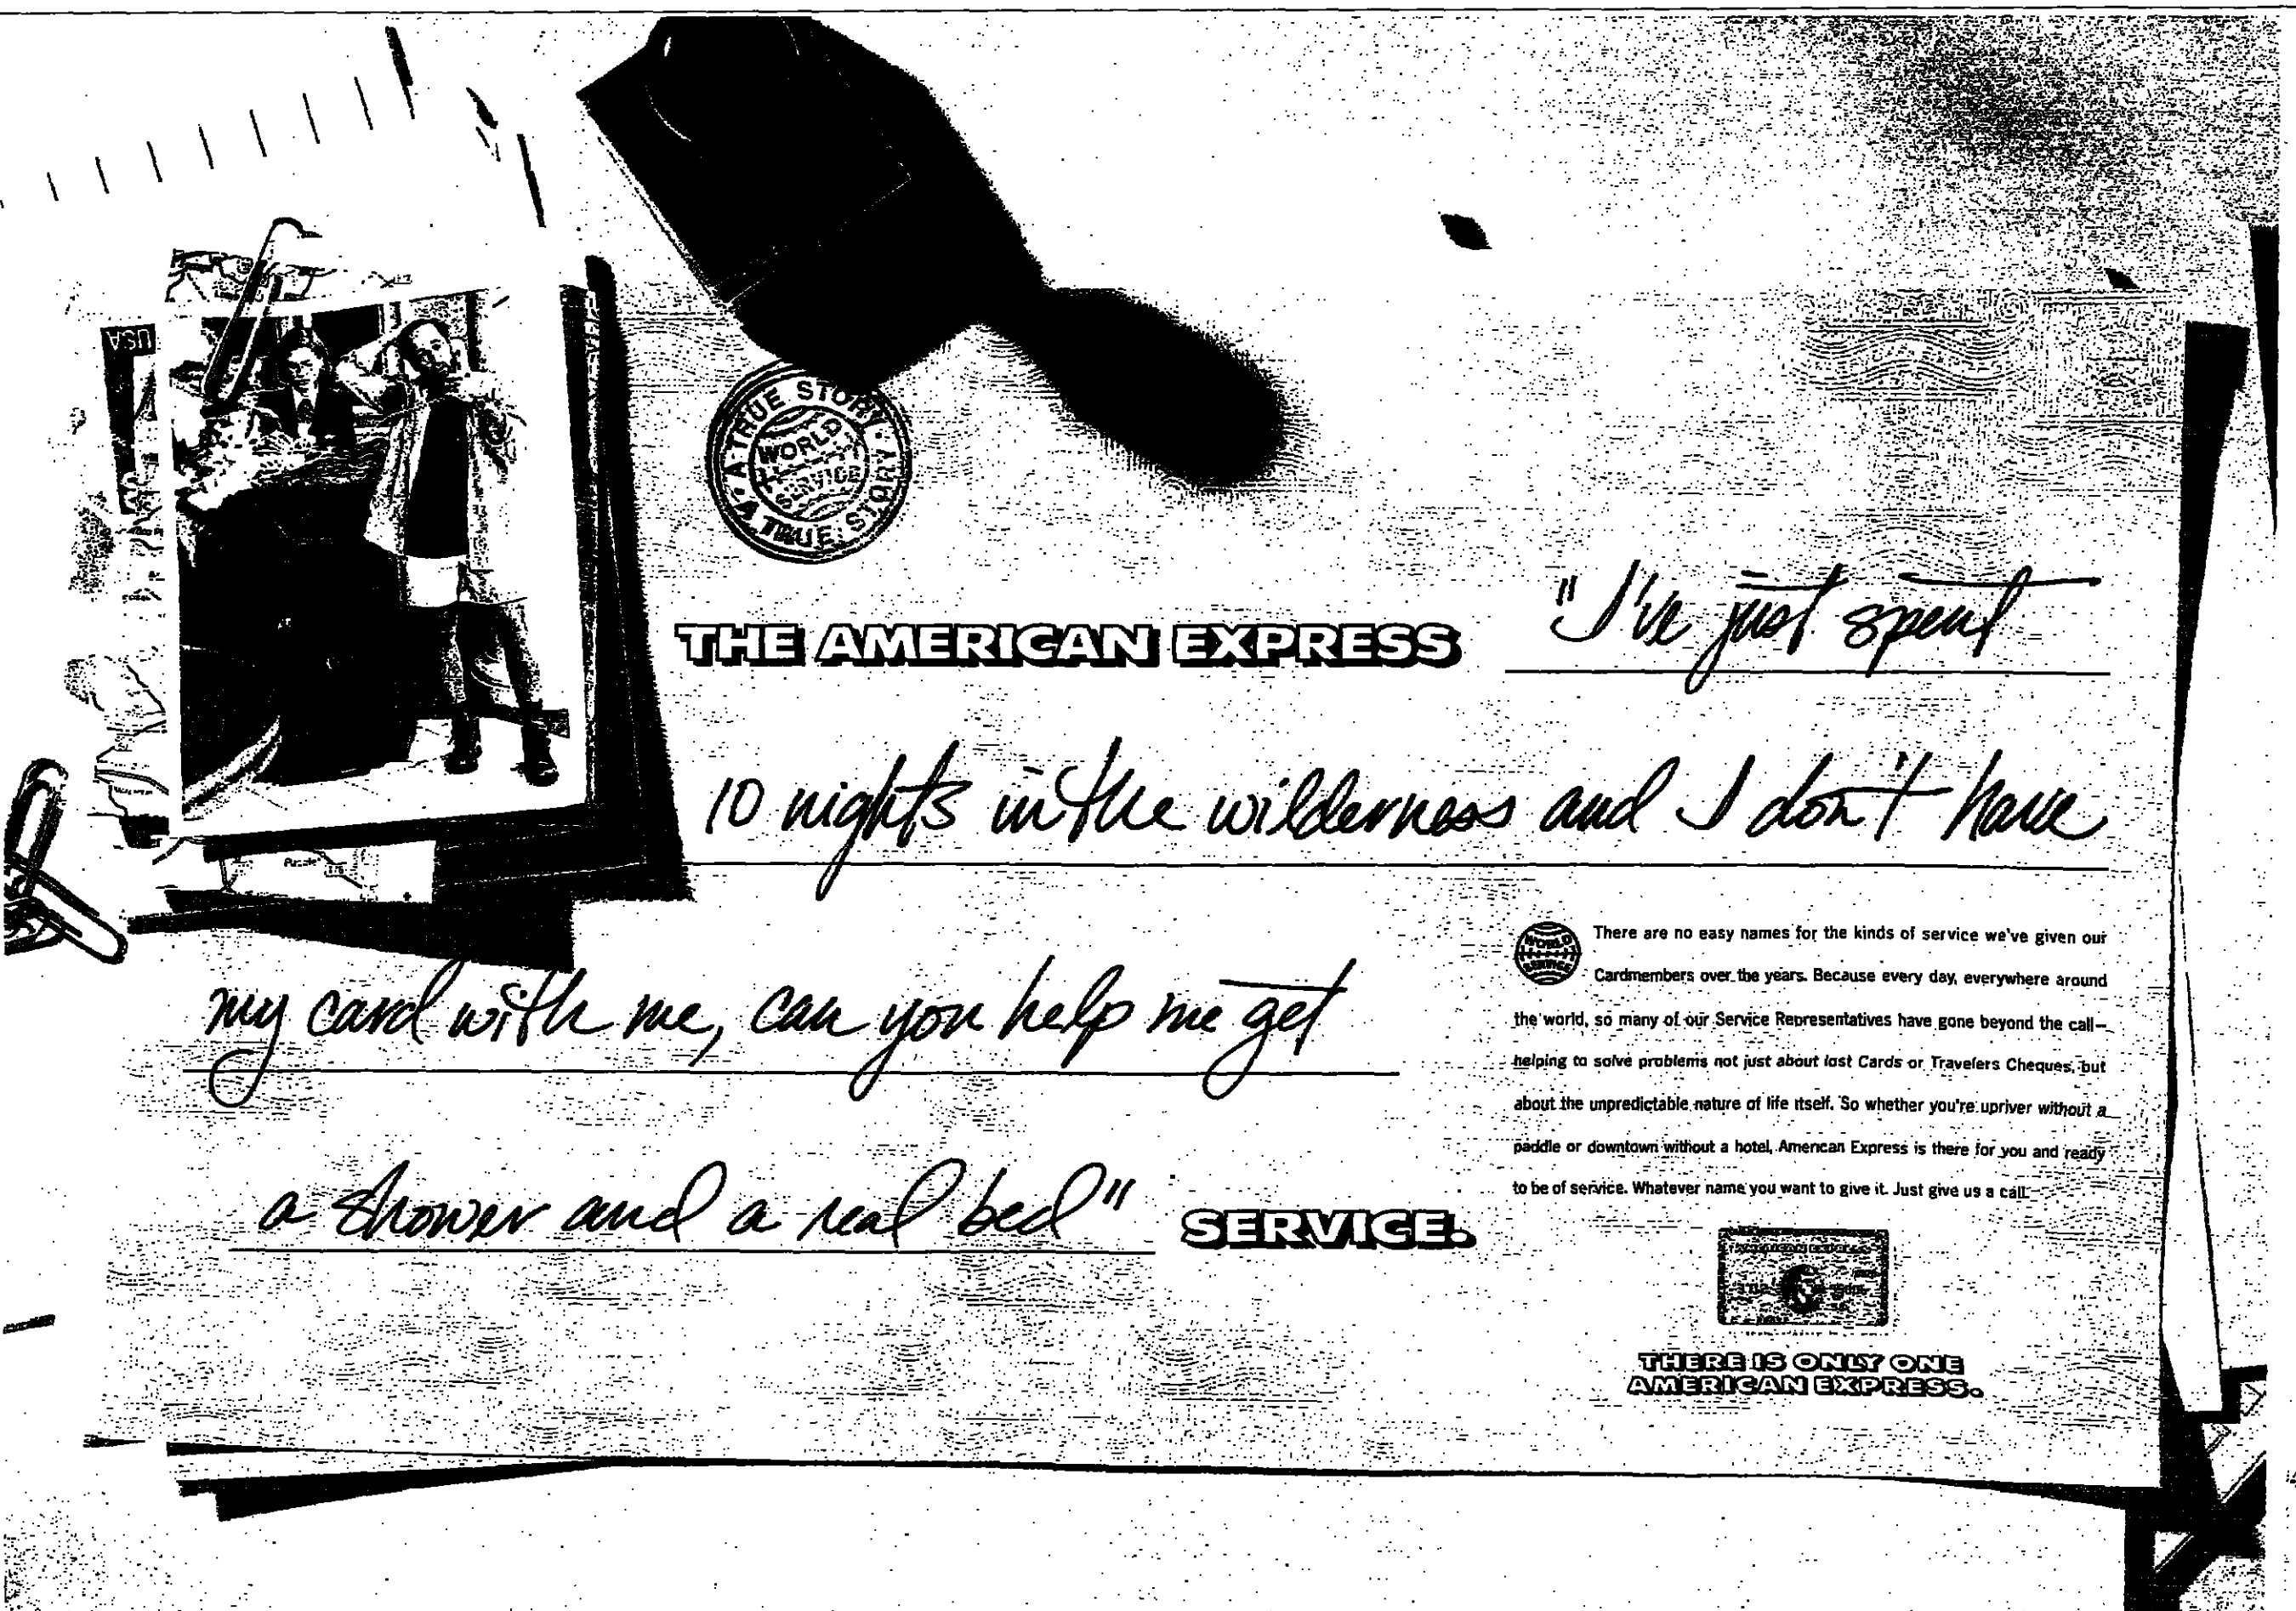 USA
A TRUE STORY · A TRUE STORY ·
WORLD
SERVICE
THE AMERICAN EXPRESS "I've just spent
10 nights in the wilderness and I don't have
my card with me, can you help me get
a shower and a real bed" SERVICE.
WORLD
SERVICE
There are no easy names for the kinds of service we've given our
Cardmembers over the years. Because every day, everywhere around
the world, so many of our Service Representatives have gone beyond the call—
helping to solve problems not just about lost Cards or Travelers Cheques, but
about the unpredictable nature of life itself. So whether you're upriver without a
paddle or downtown without a hotel, American Express is there for you and ready
to be of service. Whatever name you want to give it. Just give us a call.
AMERICAN EXPRESS
THERE IS ONLY ONE
AMERICAN EXPRESS.